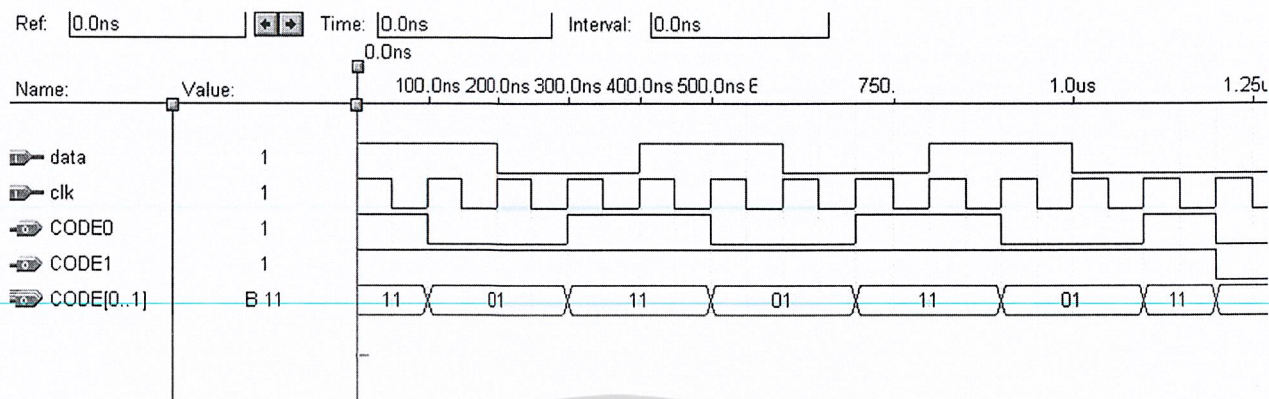 Ref: 0.0ns Time: 0.0ns Interval: 0.0ns
0.0ns
Name: Value: 100.0ns 200.0ns 300.0ns 400.0ns 500.0ns E 750. 1.0us 1.25u
data 1
clk 1
CODE0 1
CODE1 1
CODE[0..1] B 11 11 01 11 01 11 01 11